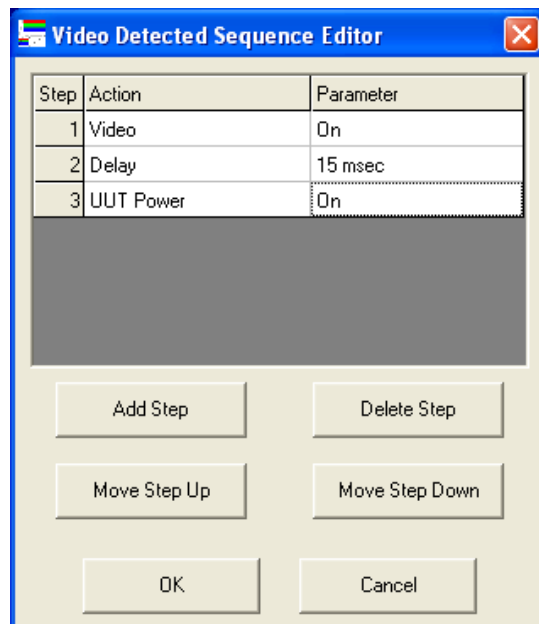 Video Detected Sequence Editor
Step Action Parameter
1 Video On
2 Delay 15 msec
3 UUT Power On
Add Step Delete Step
Move Step Up Move Step Down
OK Cancel